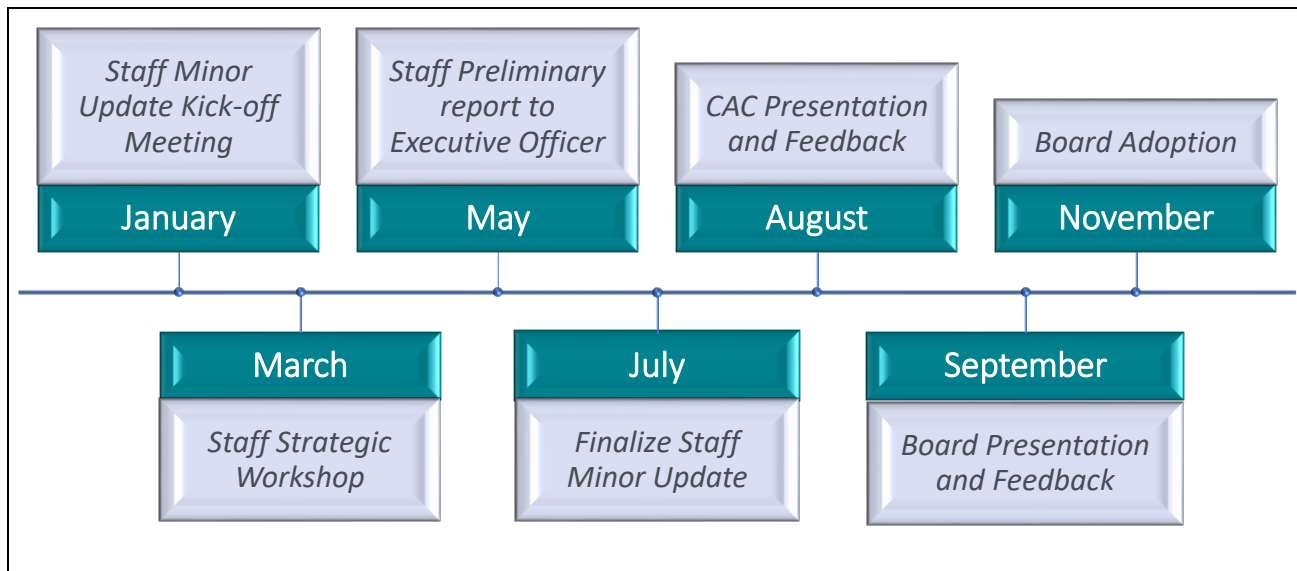 Staff Minor
Update Kick-off
Meeting
January
Staff Preliminary
report to
Executive Officer
May
CAC Presentation
and Feedback
August
Board Adoption
November
March
Staff Strategic
Workshop
July
Finalize Staff
Minor Update
September
Board Presentation
and Feedback